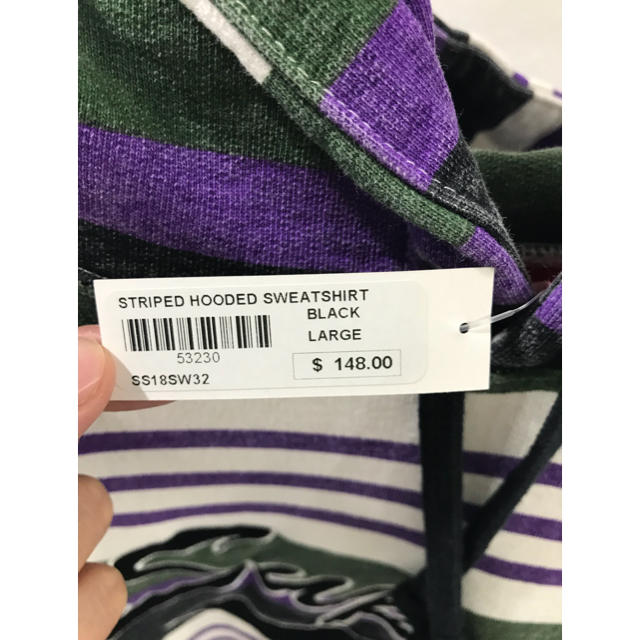 STRIPED HOODED SWEATSHIRT
BLACK
LARGE
53230
$ 148.00
SS18SW32